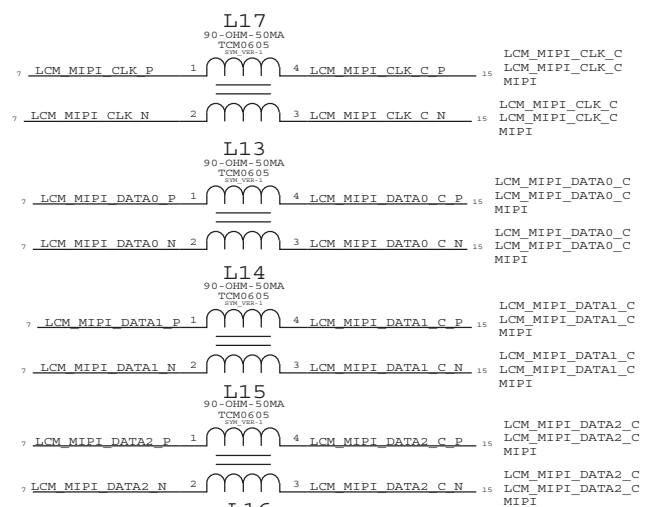 L17
90-OHM-50MA
TCM0605
SYM_VER-1
7 LCM_MIPI_CLK_P 1 4 LCM_MIPI_CLK_C_P 15
LCM_MIPI_CLK_C
LCM_MIPI_CLK_C
MIPI
7 LCM_MIPI_CLK_N 2 3 LCM_MIPI_CLK_C_N 15
LCM_MIPI_CLK_C
LCM_MIPI_CLK_C
MIPI
L13
90-OHM-50MA
TCM0605
SYM_VER-1
7 LCM_MIPI_DATA0_P 1 4 LCM_MIPI_DATA0_C_P 15
LCM_MIPI_DATA0_C
LCM_MIPI_DATA0_C
MIPI
7 LCM_MIPI_DATA0_N 2 3 LCM_MIPI_DATA0_C_N 15
LCM_MIPI_DATA0_C
LCM_MIPI_DATA0_C
MIPI
L14
90-OHM-50MA
TCM0605
SYM_VER-1
7 LCM_MIPI_DATA1_P 1 4 LCM_MIPI_DATA1_C_P 15
LCM_MIPI_DATA1_C
LCM_MIPI_DATA1_C
MIPI
7 LCM_MIPI_DATA1_N 2 3 LCM_MIPI_DATA1_C_N 15
LCM_MIPI_DATA1_C
LCM_MIPI_DATA1_C
MIPI
L15
90-OHM-50MA
TCM0605
SYM_VER-1
7 LCM_MIPI_DATA2_P 1 4 LCM_MIPI_DATA2_C_P 15
LCM_MIPI_DATA2_C
LCM_MIPI_DATA2_C
MIPI
7 LCM_MIPI_DATA2_N 2 3 LCM_MIPI_DATA2_C_N 15
LCM_MIPI_DATA2_C
LCM_MIPI_DATA2_C
MIPI